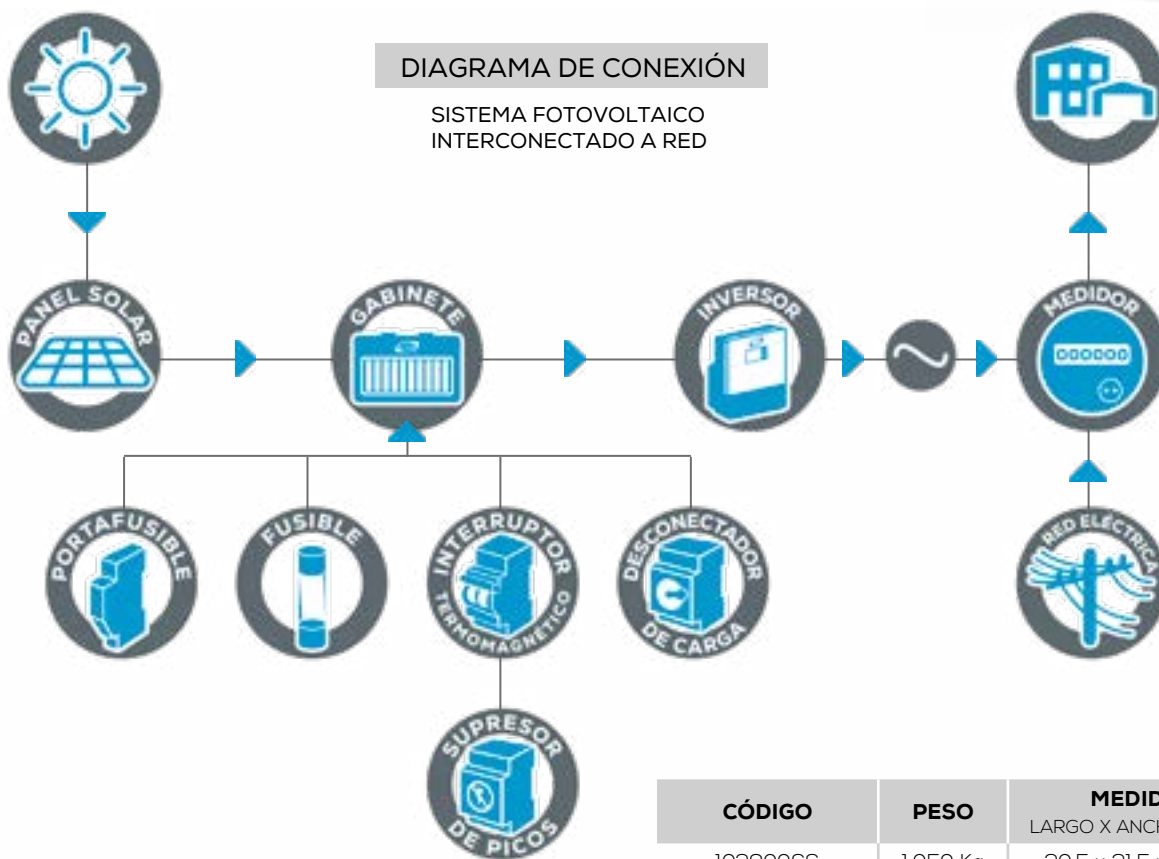 DIAGRAMA DE CONEXIÓN
SISTEMA FOTOVOLTAICO
INTERCONECTADO A RED
PANEL SOLAR
GABINETE
INVERSOR
MEDIDOR
PORTAFUSIBLE
FUSIBLE
INTERRUPTOR
TERMOMAGNÉTICO
DESCONECTADOR
DE CARGA
RED ELÉCTRICA
SUPRESOR
DE PICOS
CÓDIGO
PESO